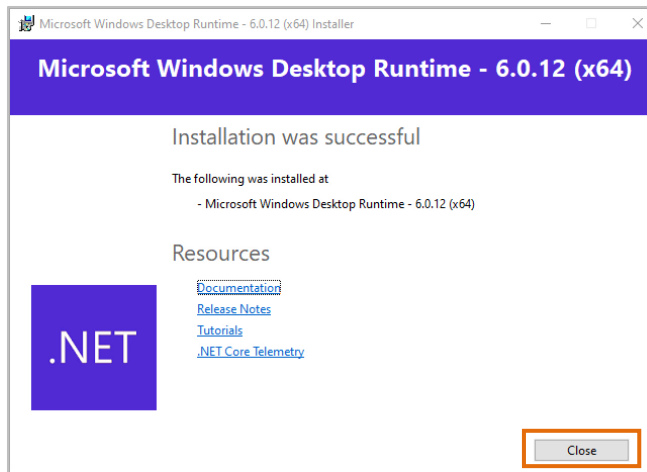 Microsoft Windows Desktop Runtime - 6.0.12 (x64) Installer
Microsoft Windows Desktop Runtime - 6.0.12 (x64)
Installation was successful
The following was installed at
- Microsoft Windows Desktop Runtime - 6.0.12 (x64)
Resources
Documentation
Release Notes
Tutorials
.NET Core Telemetry
.NET
Close